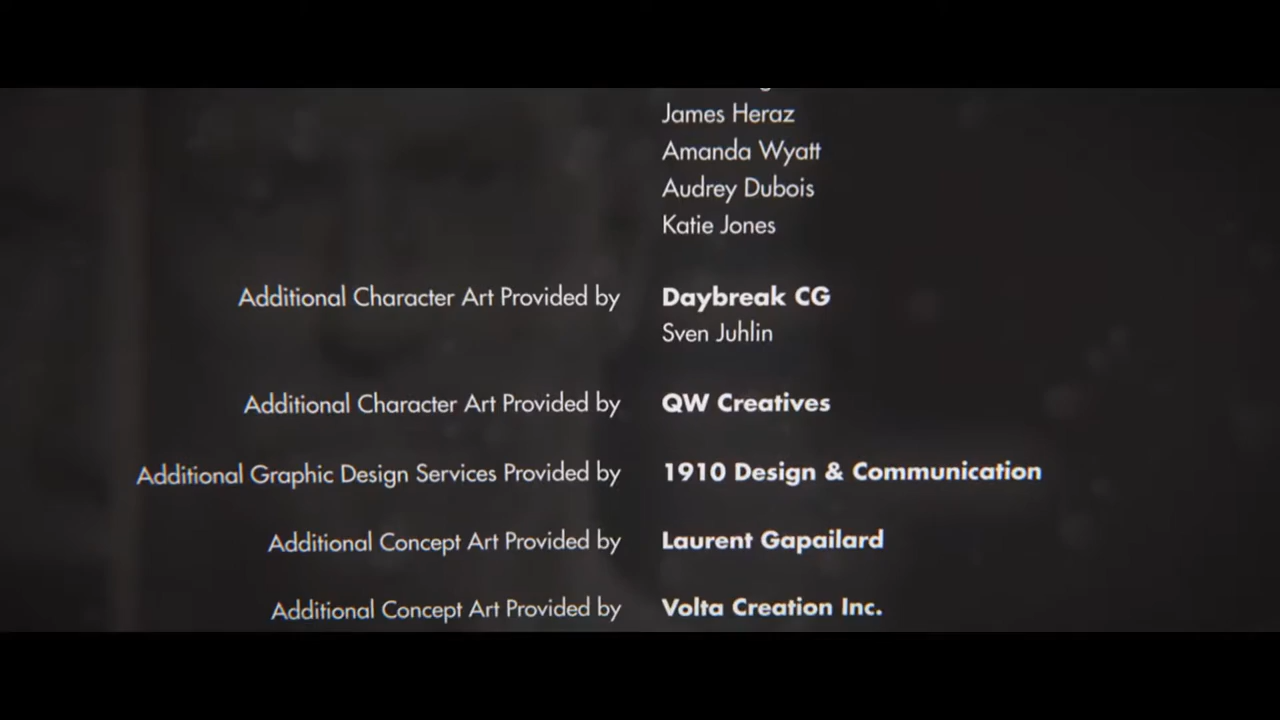 James Heraz
Amanda Wyatt
Audrey Dubois
Katie Jones
Additional Character Art Provided by Daybreak CG
Sven Juhlin
Additional Character Art Provided by QW Creatives
Additional Graphic Design Services Provided by 1910 Design & Communication
Additional Concept Art Provided by Laurent Gapailard
Additional Concept Art Provided by Volta Creation Inc.